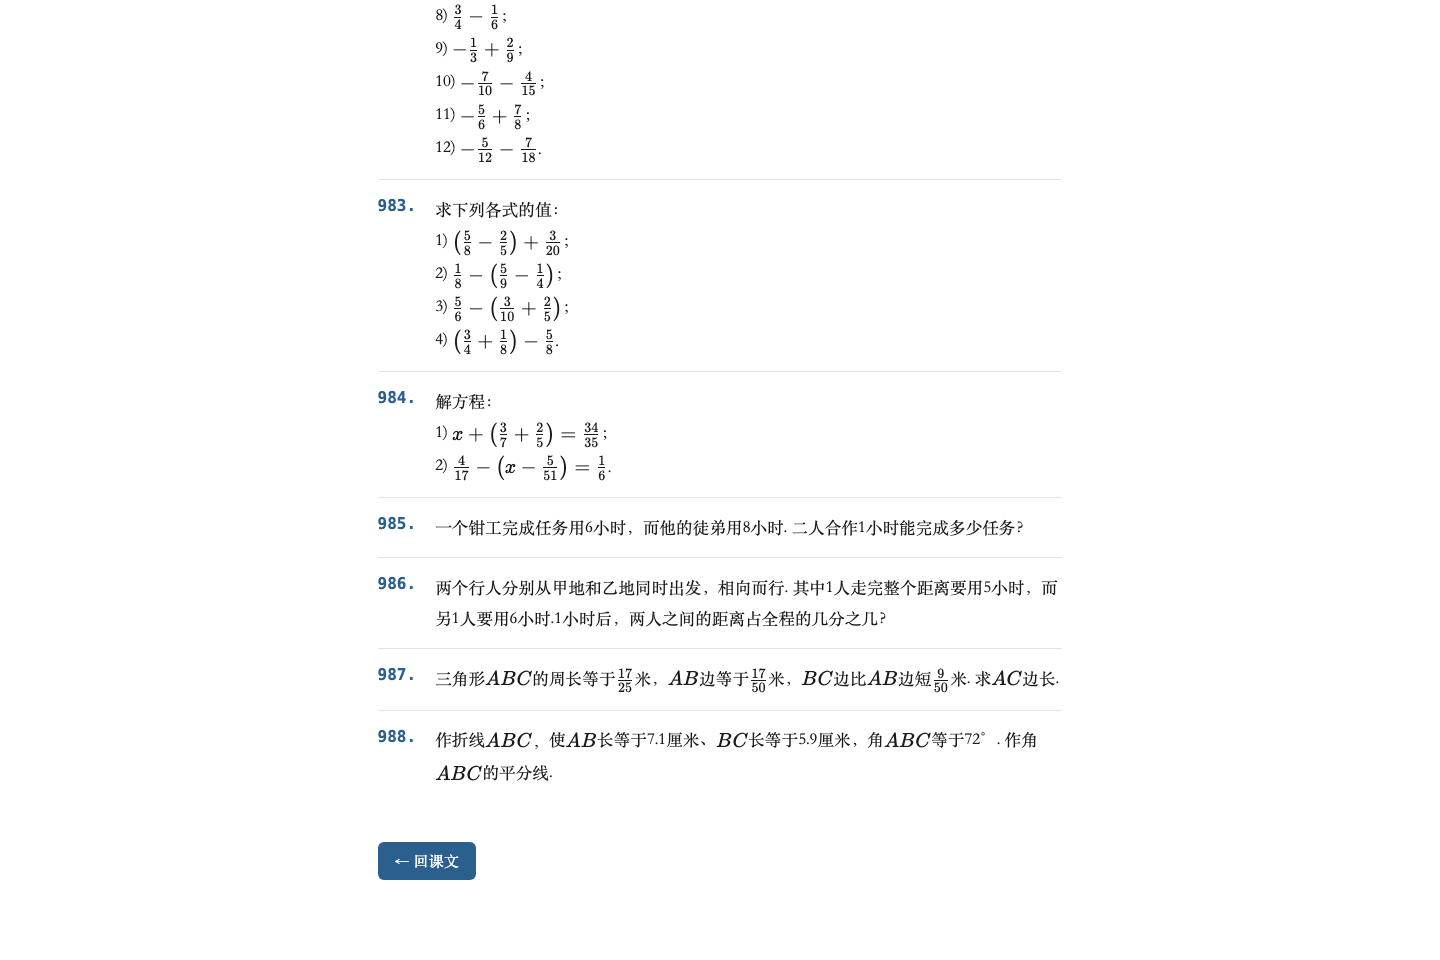 8) 3/4 − 1/6;
9) −1/3 + 2/9;
10) −7/10 − 4/15;
11) −5/6 + 7/8;
12) −5/12 − 7/18.
983. 求下列各式的值:
1) (5/8 − 2/5) + 3/20;
2) 1/8 − (5/9 − 1/4);
3) 5/6 − (3/10 + 2/5);
4) (3/4 + 1/8) − 5/8.
984. 解方程:
1) x + (3/7 + 2/5) = 34/35;
2) 4/17 − (x − 5/51) = 1/6.
985. 一个钳工完成任务用6小时，而他的徒弟用8小时. 二人合作1小时能完成多少任务?
986. 两个行人分别从甲地和乙地同时出发，相向而行. 其中1人走完整个距离要用5小时，而
另1人要用6小时.1小时后，两人之间的距离占全程的几分之几?
987. 三角形ABC的周长等于17/25米，AB边等于17/50米，BC边比AB边短9/50米. 求AC边长.
988. 作折线ABC，使AB长等于7.1厘米、BC长等于5.9厘米，角ABC等于72°. 作角
ABC的平分线.
← 回课文